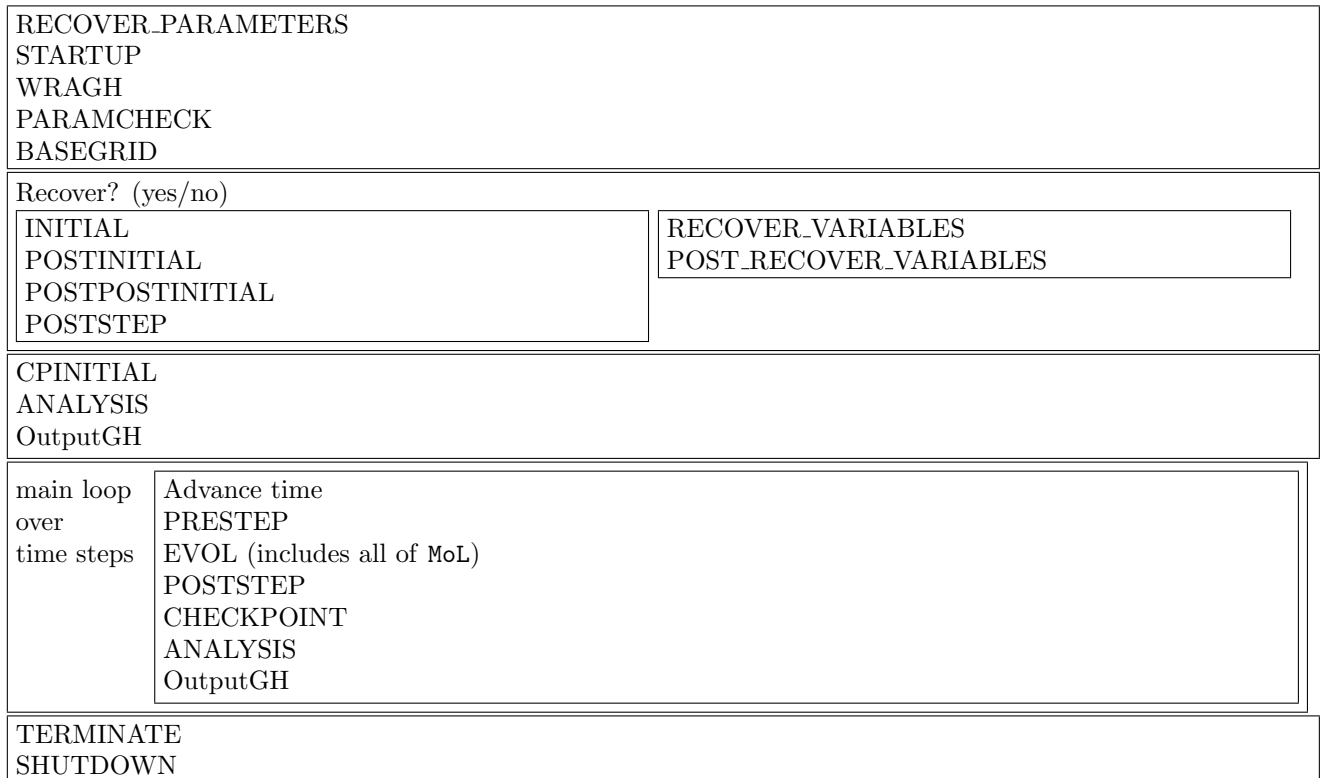 RECOVER_PARAMETERS
STARTUP
WRAGH
PARAMCHECK
BASEGRID
Recover? (yes/no)
INITIAL
POSTINITIAL
POSTPOSTINITIAL
POSTSTEP
RECOVER_VARIABLES
POST_RECOVER_VARIABLES
CPINITIAL
ANALYSIS
OutputGH
main loop
over
time steps
Advance time
PRESTEP
EVOL (includes all of MoL)
POSTSTEP
CHECKPOINT
ANALYSIS
OutputGH
TERMINATE
SHUTDOWN